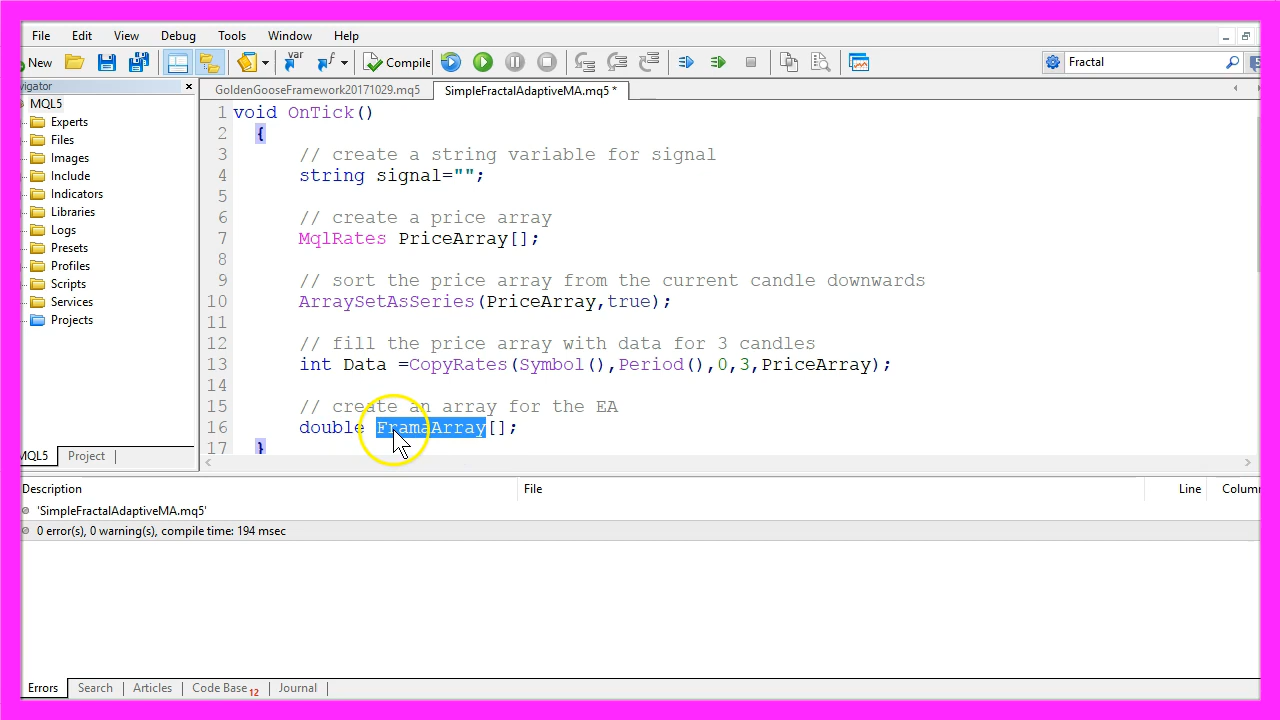 File Edit View Debug Tools Window Help
New Compile Fractal
vigator
GoldenGooseFramework20171029.mq5 SimpleFractalAdaptiveMA.mq5 *
MQL5
Experts
Files
Images
Include
Indicators
Libraries
Logs
Presets
Profiles
Scripts
Services
Projects
MQL5 Project
1 void OnTick()
2 {
3 // create a string variable for signal
4 string signal="";
5
6 // create a price array
7 MqlRates PriceArray[];
8
9 // sort the price array from the current candle downwards
10 ArraySetAsSeries(PriceArray,true);
11
12 // fill the price array with data for 3 candles
13 int Data =CopyRates(Symbol(),Period(),0,3,PriceArray);
14
15 // create an array for the EA
16 double FramaArray[];
17 }
Description File Line Column
'SimpleFractalAdaptiveMA.mq5'
0 error(s), 0 warning(s), compile time: 194 msec
Errors Search Articles Code Base 12 Journal